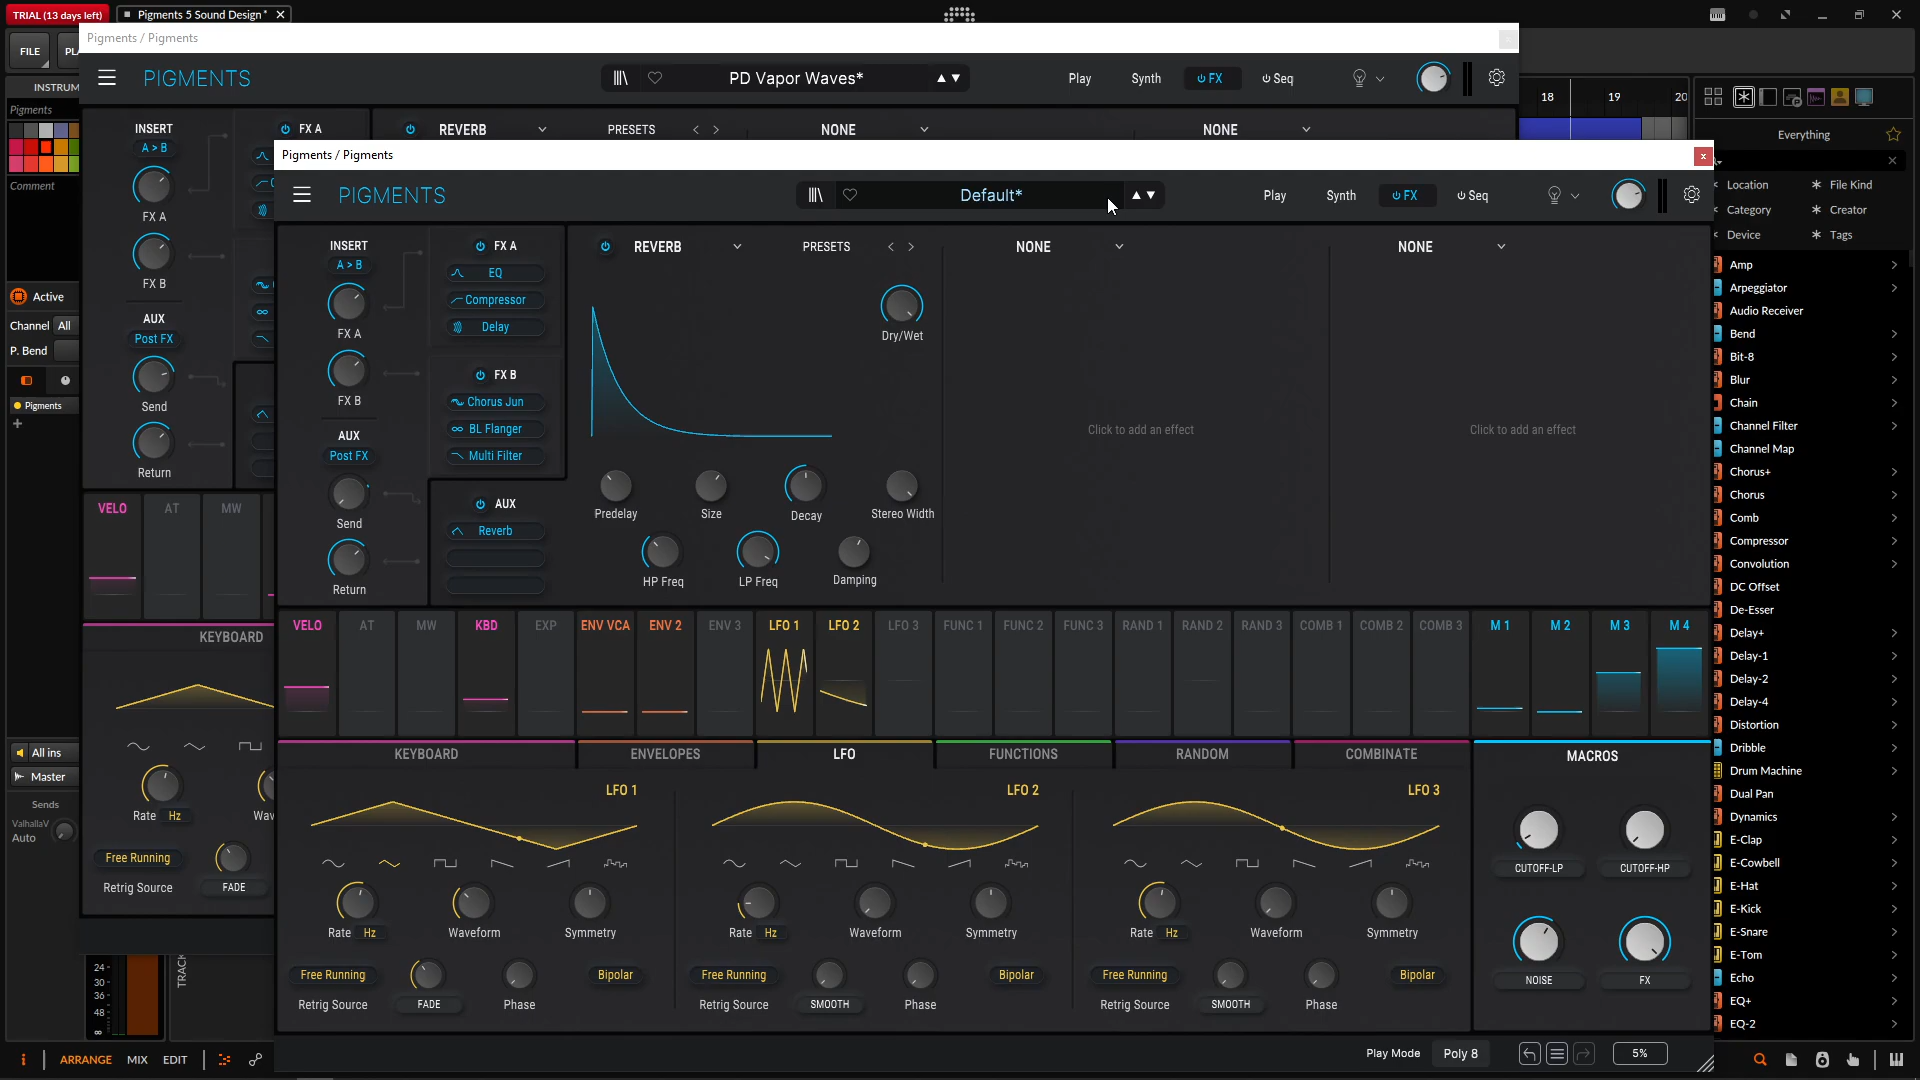 TRIAL (13 days left)
Pigments 5 Sound Design*
Pigments / Pigments
FILE
PIGMENTS
PD Vapor Waves*
Play
Synth
FX
Seq
INSERT
A > B
FX A
FX B
AUX
Post FX
Send
Return
FX A
REVERB
PRESETS
NONE
NONE
18
19
Pigments
Comment
Active
Channel
All
P. Bend
Pigments
All ins
Master
Sends
ValhallaV
Auto
VELO
AT
MW
KEYBOARD
Rate
Hz
Free Running
Retrig Source
FADE
24-
30-
36-
48-
Pigments / Pigments
PIGMENTS
Default*
Play
Synth
FX
Seq
INSERT
A > B
FX A
FX B
AUX
Post FX
Send
Return
FX A
EQ
Compressor
Delay
FX B
Chorus Jun
BL Flanger
Multi Filter
AUX
Reverb
REVERB
PRESETS
NONE
NONE
Dry/Wet
Click to add an effect
Click to add an effect
Predelay
Size
Decay
Stereo Width
HP Freq
LP Freq
Damping
VELO
AT
MW
KBD
EXP
ENV VCA
ENV 2
ENV 3
LFO 1
LFO 2
LFO 3
FUNC 1
FUNC 2
FUNC 3
RAND 1
RAND 2
RAND 3
COMB 1
COMB 2
COMB 3
M 1
M 2
M 3
M 4
KEYBOARD
ENVELOPES
LFO
FUNCTIONS
RANDOM
COMBINATE
MACROS
LFO 1
Rate
Hz
Waveform
Symmetry
Free Running
Retrig Source
FADE
Phase
Bipolar
LFO 2
Rate
Hz
Waveform
Symmetry
Free Running
Retrig Source
SMOOTH
Phase
Bipolar
LFO 3
Rate
Hz
Waveform
Symmetry
Free Running
Retrig Source
SMOOTH
Phase
Bipolar
CUTOFF-LP
CUTOFF-HP
NOISE
FX
Play Mode
Poly 8
5%
Everything
Location
File Kind
Category
Creator
Device
Tags
Amp
Arpeggiator
Audio Receiver
Bend
Bit-8
Blur
Chain
Channel Filter
Channel Map
Chorus+
Chorus
Comb
Compressor
Convolution
DC Offset
De-Esser
Delay+
Delay-1
Delay-2
Delay-4
Distortion
Dribble
Drum Machine
Dual Pan
Dynamics
E-Clap
E-Cowbell
E-Hat
E-Kick
E-Snare
E-Tom
Echo
EQ+
EQ-2
ARRANGE
MIX
EDIT